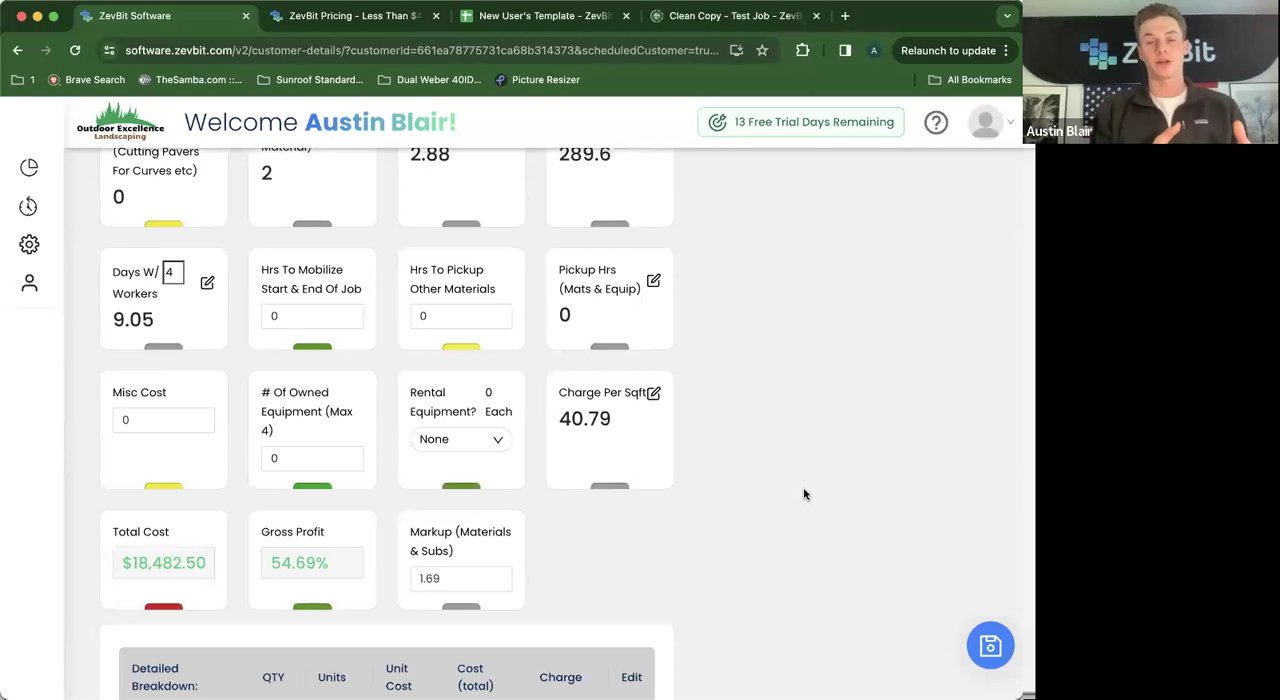 ZevBit Software
ZevBit Pricing - Less Than $4
New User's Template - ZevBi
Clean Copy - Test Job - ZevB
software.zevbit.com/v2/customer-details/?customerId=661ea78775731ca68b314373&scheduledCustomer=tru...
A
Relaunch to update
1
Brave Search
TheSamba.com ::...
Sunroof Standard...
Dual Weber 40ID...
Picture Resizer
All Bookmarks
Outdoor Excellence
Landscaping
Welcome Austin Blair!
13 Free Trial Days Remaining
Austin Blair
(Cutting Pavers
For Curves etc)
0
Material)
2
2.88
289.6
Days W/ 4
Workers
9.05
Hrs To Mobilize
Start & End Of Job
0
Hrs To Pickup
Other Materials
0
Pickup Hrs
(Mats & Equip)
0
Misc Cost
0
# Of Owned
Equipment (Max
4)
0
Rental 0
Equipment? Each
None
Charge Per Sqft
40.79
Total Cost
$18,482.50
Gross Profit
54.69%
Markup (Materials
& Subs)
1.69
Detailed
Breakdown:
QTY
Units
Unit
Cost
Cost
(total)
Charge
Edit